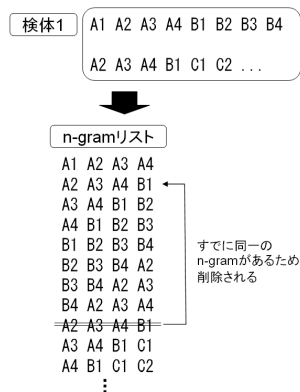 検体1
A1 A2 A3 A4 B1 B2 B3 B4
A2 A3 A4 B1 C1 C2 ...
n-gramリスト
A1 A2 A3 A4
A2 A3 A4 B1
A3 A4 B1 B2
A4 B1 B2 B3
B1 B2 B3 B4
B2 B3 B4 A2
B3 B4 A2 A3
B4 A2 A3 A4
A2 A3 A4 B1
A3 A4 B1 C1
A4 B1 C1 C2
すでに同一の
n-gramがあるため
削除される